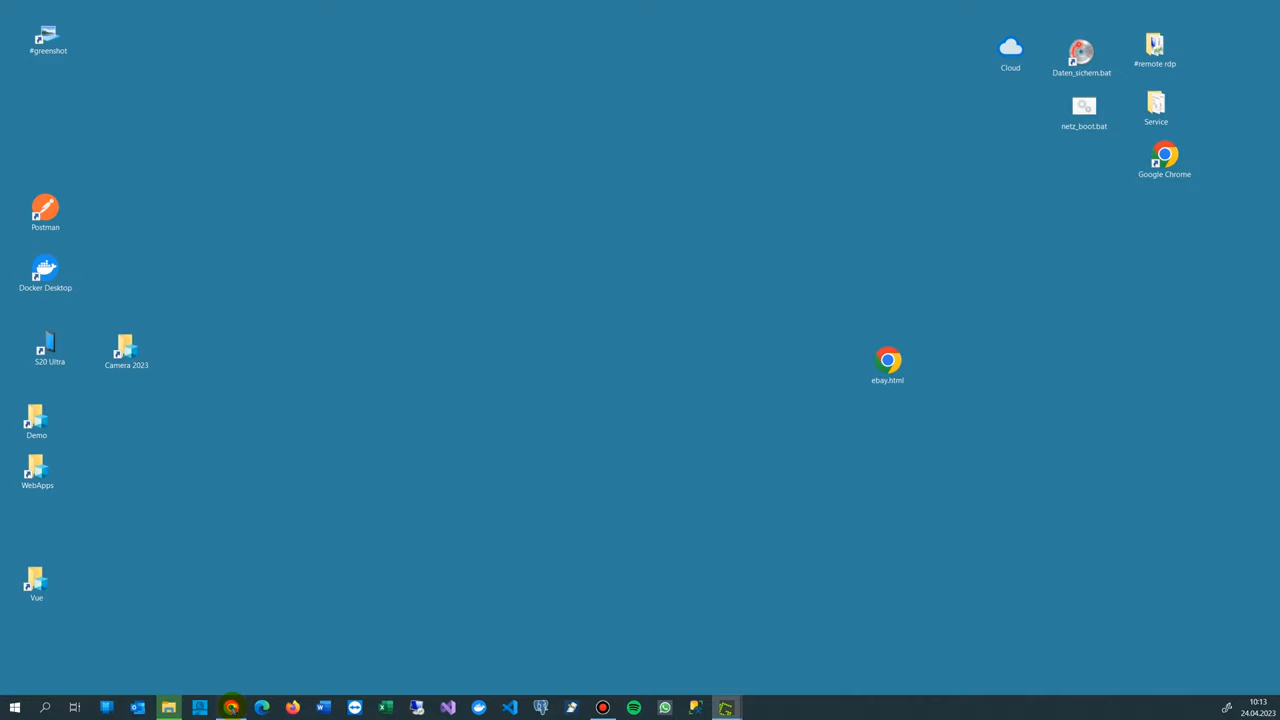 #greenshot
Cloud
Daten_sichern.bat
#remote rdp
netz_boot.bat
Service
Google Chrome
Postman
Docker Desktop
S20 Ultra
Camera 2023
ebay.html
Demo
WebApps
Vue
10:13
24.04.2023